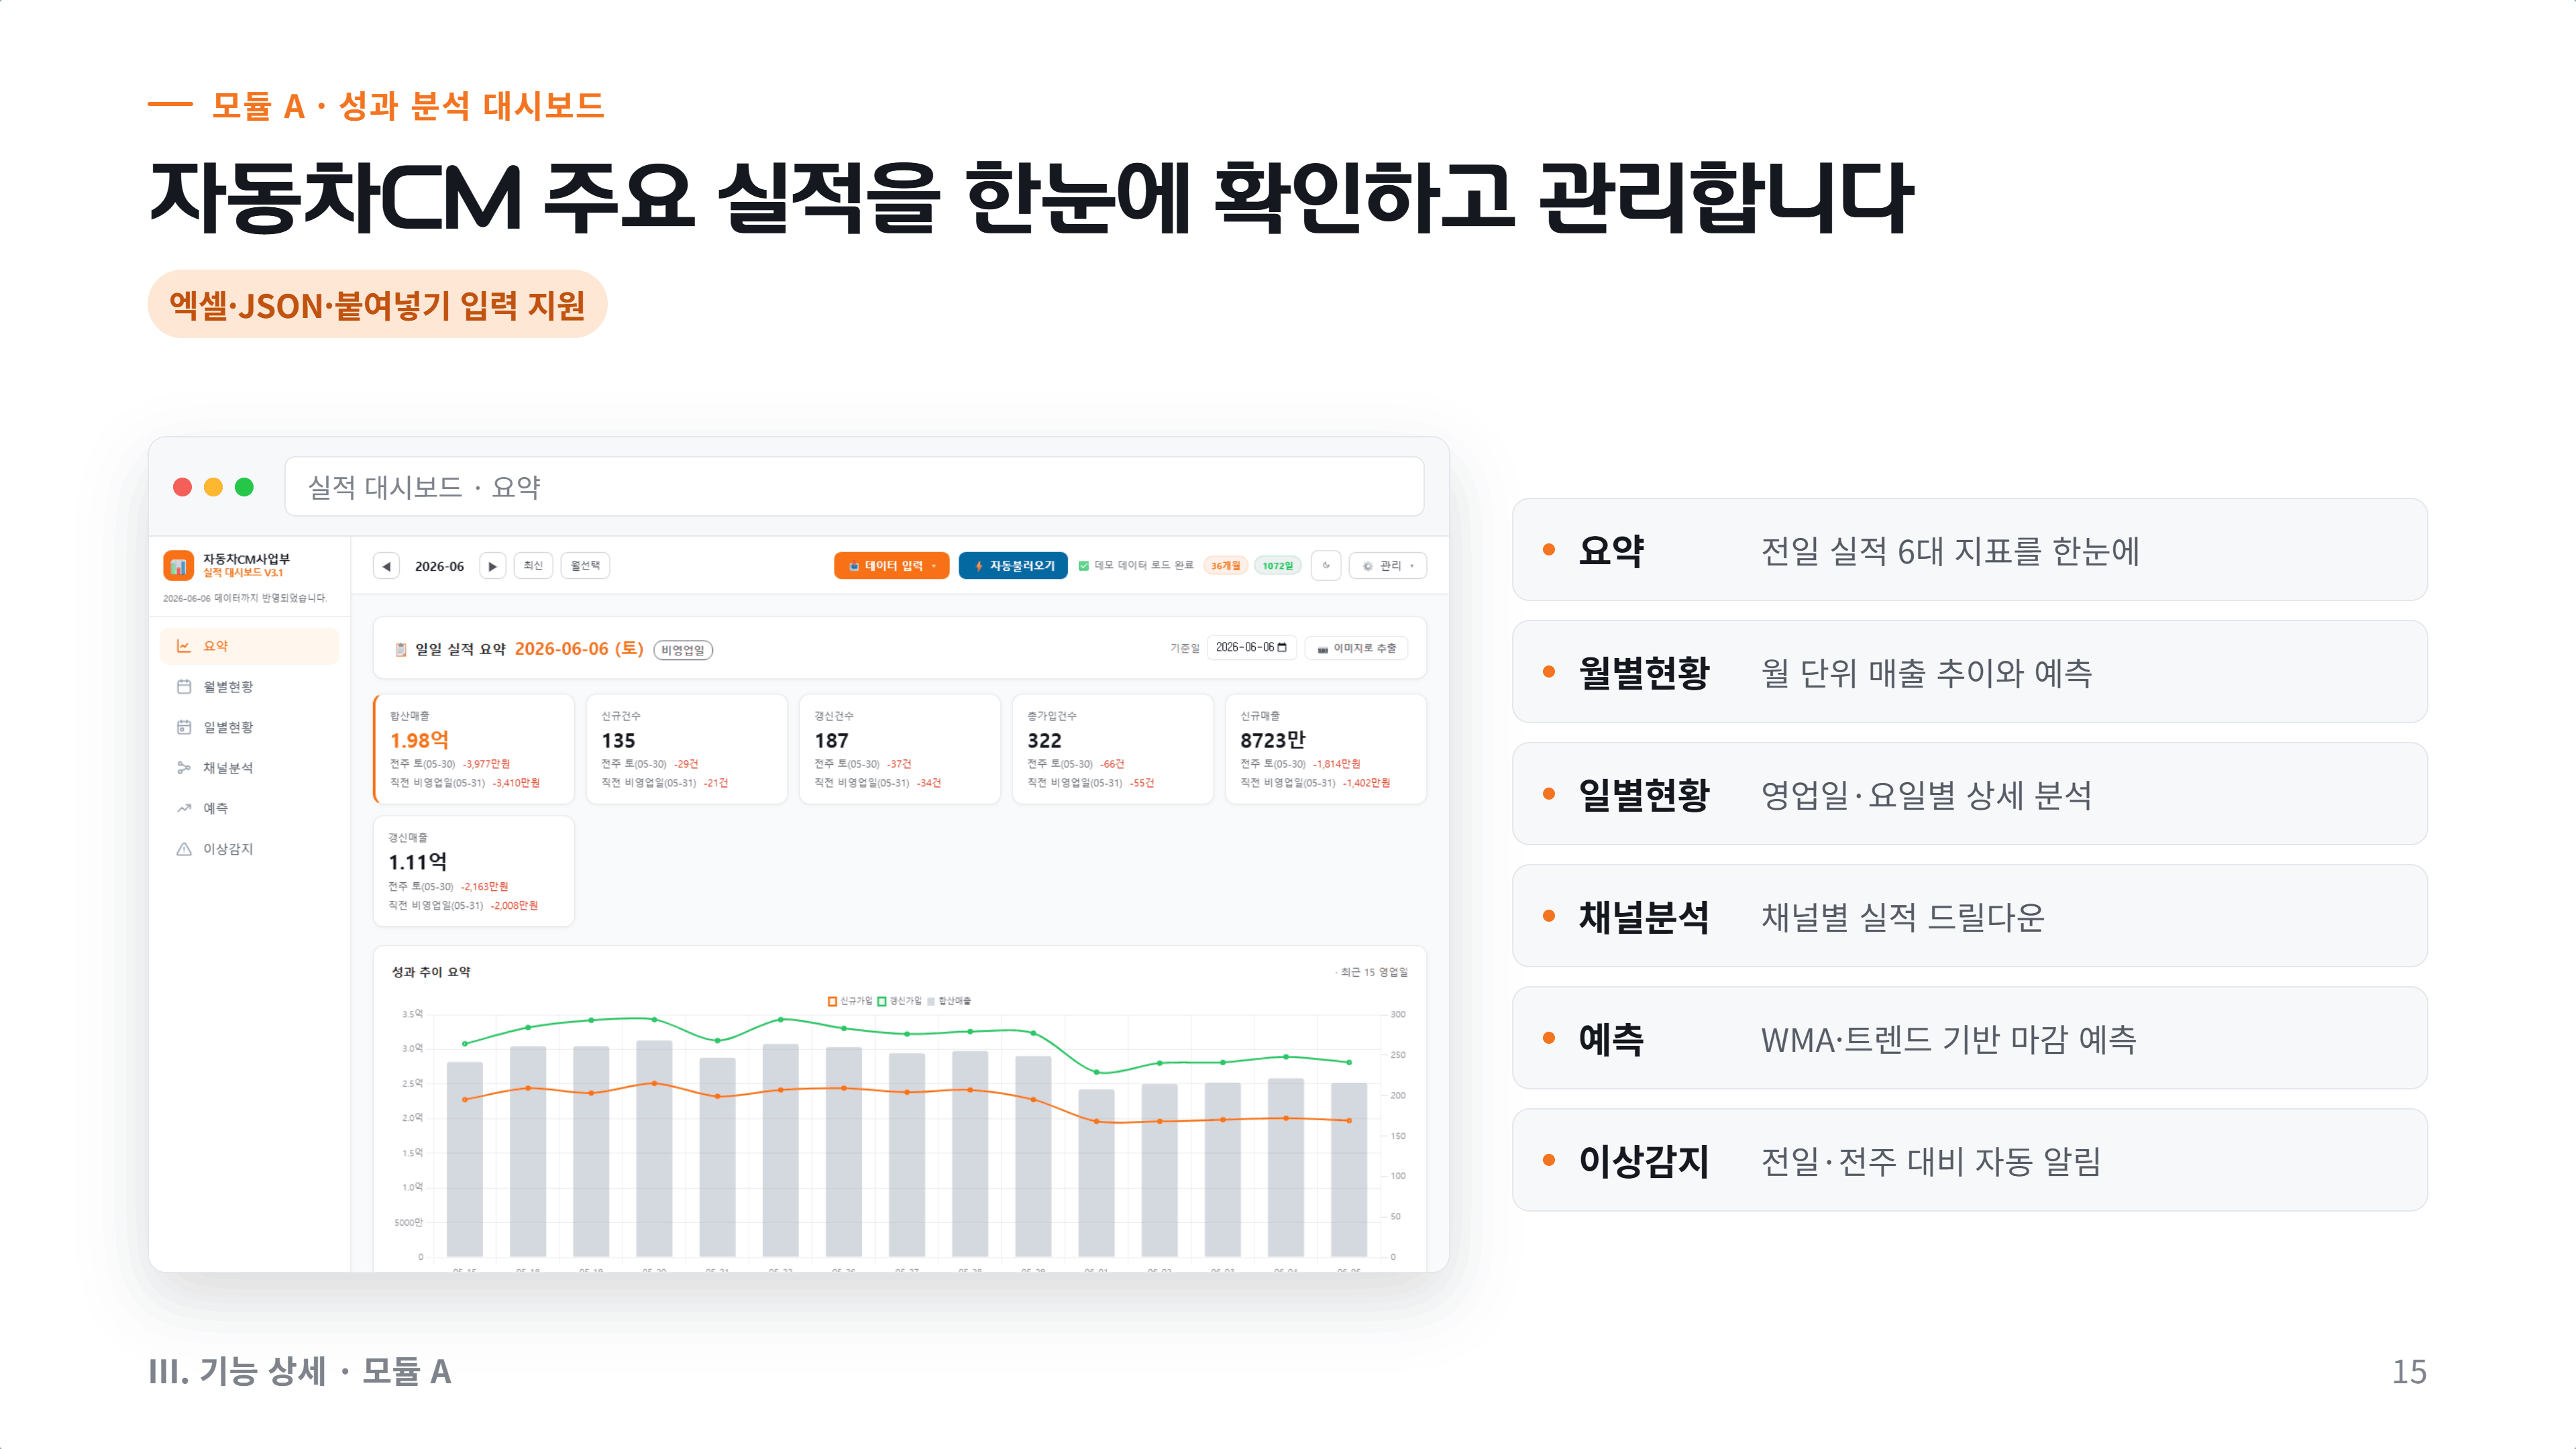 모듈 A · 성과 분석 대시보드
자동차CM 주요 실적을 한눈에 확인하고 관리합니다
엑셀·JSON·붙여넣기 입력 지원
실적 대시보드 · 요약
자동차CM사업부
실적 대시보드 V3.1
2026-06-06 데이터까지 반영되었습니다.
요약
월별현황
일별현황
채널분석
예측
이상감지
◀ 2026-06 ▶ 최신 월선택
데이터 입력 자동불러오기 데모 데이터 로드 완료 36개월 1072일 관리
일일 실적 요약 2026-06-06 (토) 비영업일
기준일 2026-06-06 이미지로 추출
합산매출
1.98억
전주 토(05-30) -3,977만원
직전 비영업일(05-31) -3,410만원
신규건수
135
전주 토(05-30) -29건
직전 비영업일(05-31) -21건
갱신건수
187
전주 토(05-30) -37건
직전 비영업일(05-31) -34건
총가입건수
322
전주 토(05-30) -66건
직전 비영업일(05-31) -55건
신규매출
8723만
전주 토(05-30) -1,814만원
직전 비영업일(05-31) -1,402만원
갱신매출
1.11억
전주 토(05-30) -2,163만원
직전 비영업일(05-31) -2,008만원
성과 추이 요약
· 최근 15 영업일
신규가입 갱신가입 합산매출
3.5억
3.0억
2.5억
2.0억
1.5억
1.0억
5000만
0
300
250
200
150
100
50
0
요약 전일 실적 6대 지표를 한눈에
월별현황 월 단위 매출 추이와 예측
일별현황 영업일·요일별 상세 분석
채널분석 채널별 실적 드릴다운
예측 WMA·트렌드 기반 마감 예측
이상감지 전일·전주 대비 자동 알림
III. 기능 상세 · 모듈 A
15